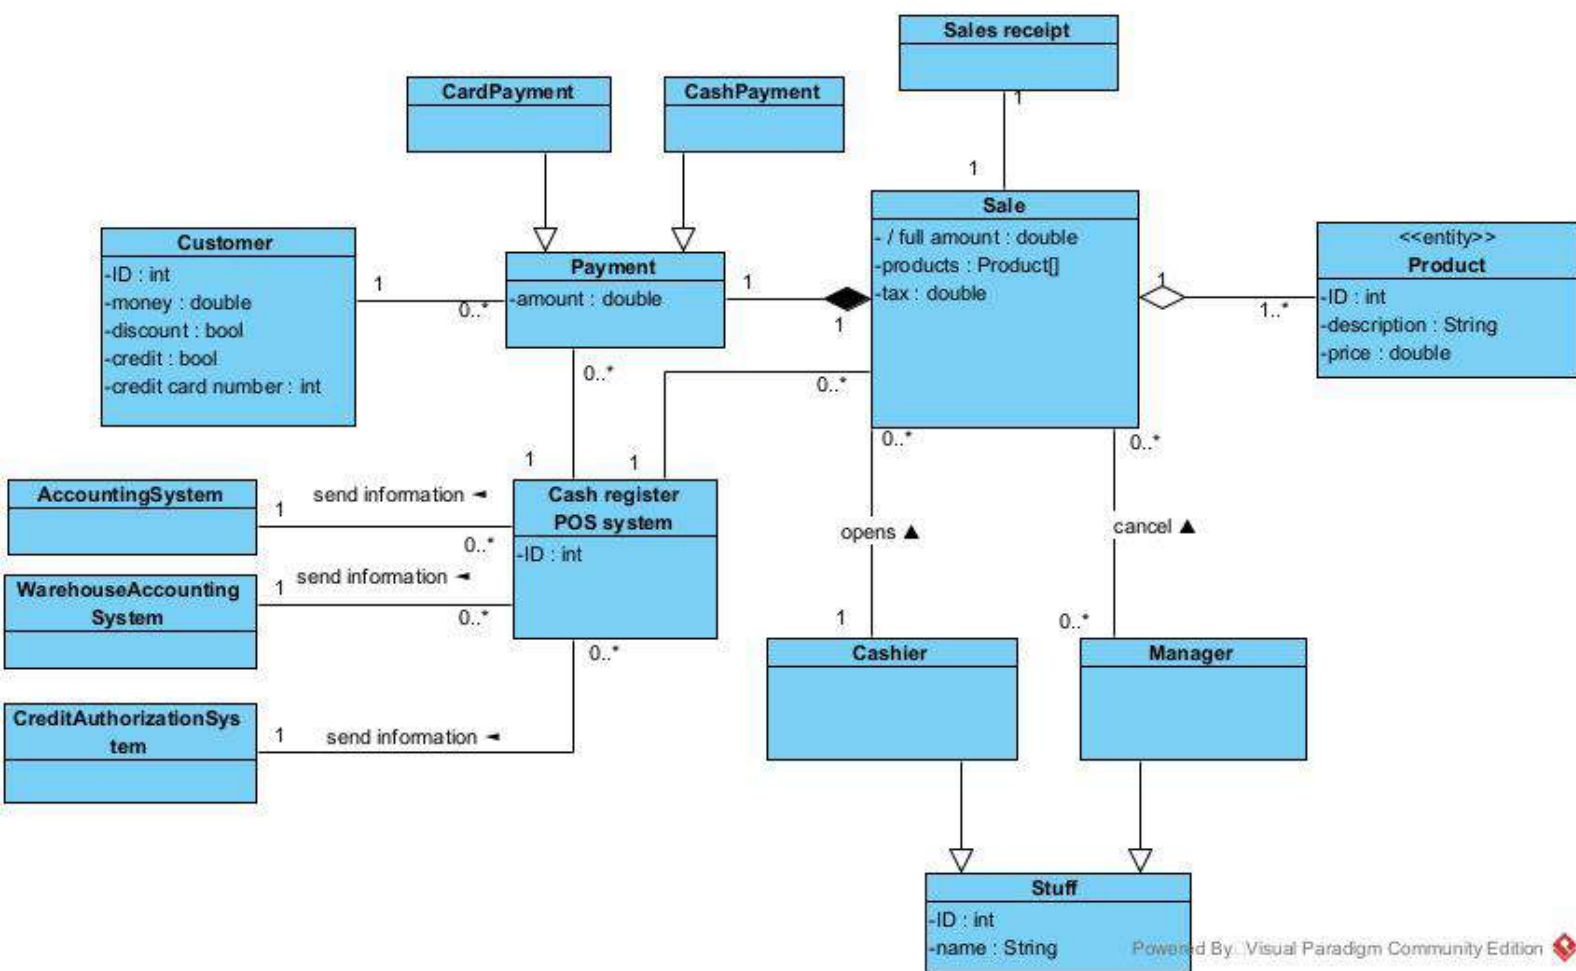 Sales receipt
1
1
CardPayment
CashPayment
Customer
-ID : int
-money : double
-discount : bool
-credit : bool
-credit card number : int
1
0..*
Payment
-amount : double
1
1
Sale
- / full amount : double
-products : Product[]
-tax : double
1
1..*
<<entity>>
Product
-ID : int
-description : String
-price : double
0..*
0..*
0..*
0..*
1
1
AccountingSystem
1
send information ◄
0..*
Cash register
POS system
-ID : int
opens ▲
cancel ▲
WarehouseAccounting
System
1
send information ◄
0..*
0..*
1
0..*
Cashier
Manager
CreditAuthorizationSys
tem
1
send information ◄
Stuff
-ID : int
-name : String
Powered By Visual Paradigm Community Edition